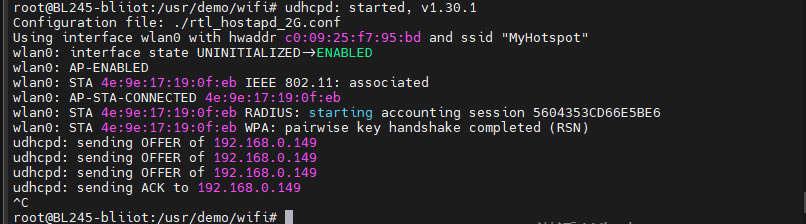 root@BL245-bliiot:/usr/demo/wifi# udhcpd: started, v1.30.1
Configuration file: ./rtl_hostapd_2G.conf
Using interface wlan0 with hwaddr c0:09:25:f7:95:bd and ssid "MyHotspot"
wlan0: interface state UNINITIALIZED->ENABLED
wlan0: AP-ENABLED
wlan0: STA 4e:9e:17:19:0f:eb IEEE 802.11: associated
wlan0: AP-STA-CONNECTED 4e:9e:17:19:0f:eb
wlan0: STA 4e:9e:17:19:0f:eb RADIUS: starting accounting session 5604353CD66E5BE6
wlan0: STA 4e:9e:17:19:0f:eb WPA: pairwise key handshake completed (RSN)
udhcpd: sending OFFER of 192.168.0.149
udhcpd: sending OFFER of 192.168.0.149
udhcpd: sending OFFER of 192.168.0.149
udhcpd: sending ACK to 192.168.0.149
^C
root@BL245-bliiot:/usr/demo/wifi#